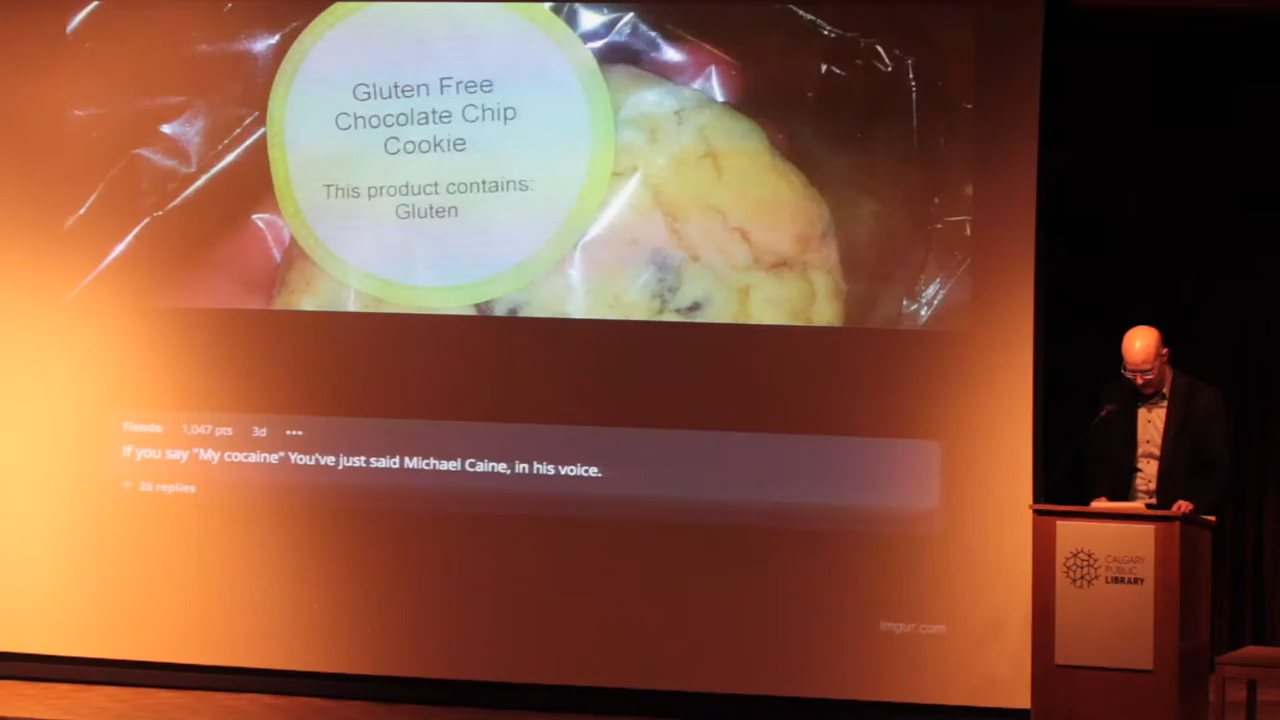 Gluten Free
Chocolate Chip
Cookie
This product contains:
Gluten
1,047 pts 3d •••
If you say "My cocaine" You've just said Michael Caine, in his voice.
26 replies
imgur.com
CALGARY
PUBLIC
LIBRARY